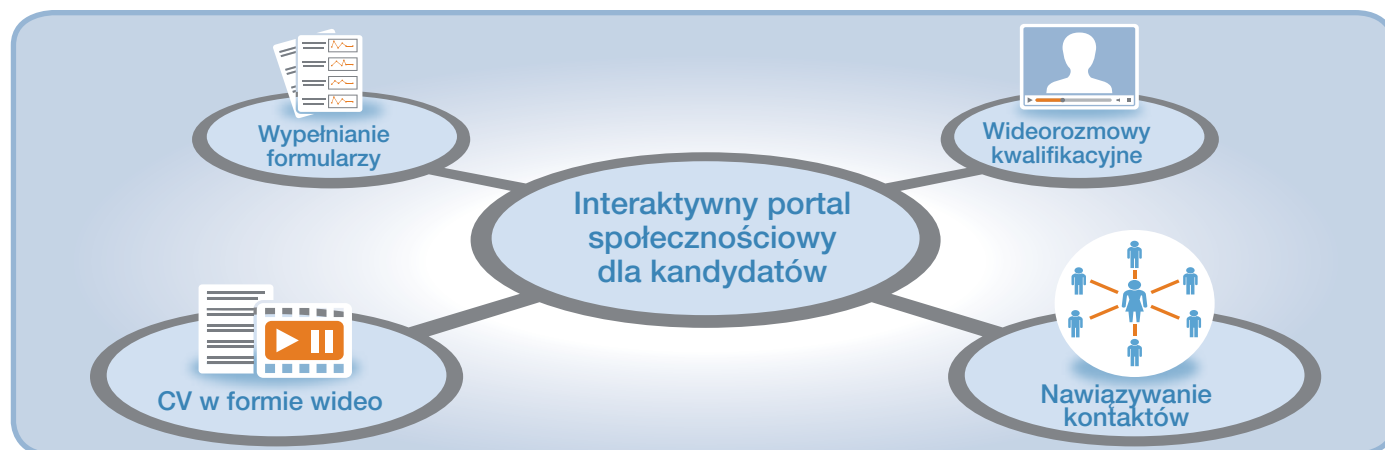 Wypełnianie
formularzy
Wideorozmowy
kwalifikacyjne
Interaktywny portal
społecznościowy
dla kandydatów
CV w formie wideo
Nawiązywanie
kontaktów